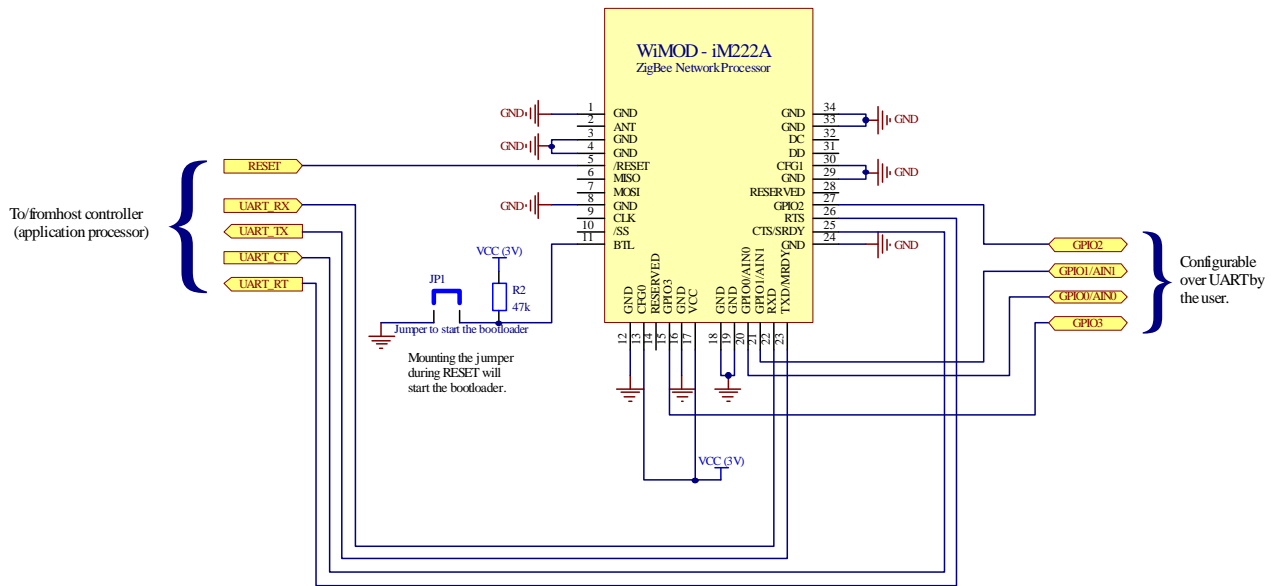 WiMOD - iM222A
ZigBee NetworkProcessor
GND 1 GND
2 ANT
GND 3 GND
4 GND
RESET 5 /RESET
6 MISO
7 MOSI
GND 8 GND
9 CLK
10 /SS
11 BTL
GND 34
GND 33 GND
DC 32
DD 31
CFG1 30
GND 29 GND
RESERVED 28
GPIO2 27
RTS 26
CTS/SRDY 25
GND 24 GND
To/fromhost controller
(application processor)
UART_RX
UART_TX
UART_CT
UART_RT
VCC (3V)
JP1
R2
47k
Jumper to start the bootloader
Mounting the jumper
during RESET will
start the bootloader.
12 GND
13 CFG0
14 RESERVED
15 GPIO3
16 GND
17 VCC
18 GND
19 GND
20 GPIO0/AIN0
21 GPIO1/AIN1
22 RXD
23 TXD/MRDY
VCC (3V)
GPIO2
GPIO1/AIN1
GPIO0/AIN0
GPIO3
Configurable
over UART by
the user.